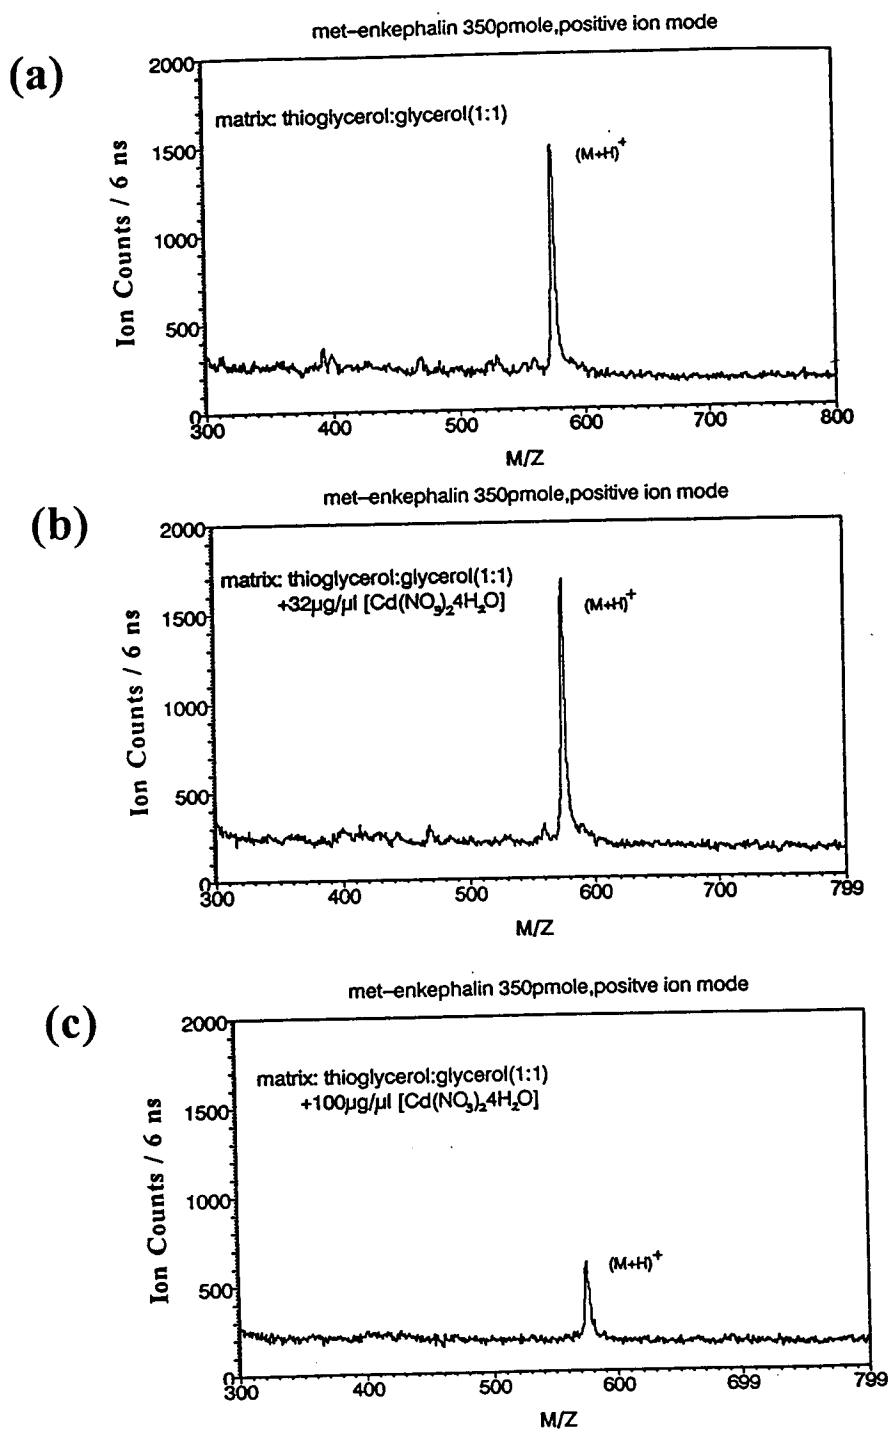 met-enkephalin 350pmole,positive ion mode
(a)
2000
matrix: thioglycerol:glycerol(1:1)
1500
(M+H)+
Ion Counts / 6 ns
1000
500
0
300 400 500 600 700 800
M/Z
met-enkephalin 350pmole,positive ion mode
(b)
2000
matrix: thioglycerol:glycerol(1:1)
+32µg/µl [Cd(NO3)24H2O]
1500
(M+H)+
Ion Counts / 6 ns
1000
500
0
300 400 500 600 700 799
M/Z
met-enkephalin 350pmole,positve ion mode
(c)
2000
matrix: thioglycerol:glycerol(1:1)
+100µg/µl [Cd(NO3)24H2O]
1500
Ion Counts / 6 ns
1000
(M+H)+
500
0
300 400 500 600 699 799
M/Z